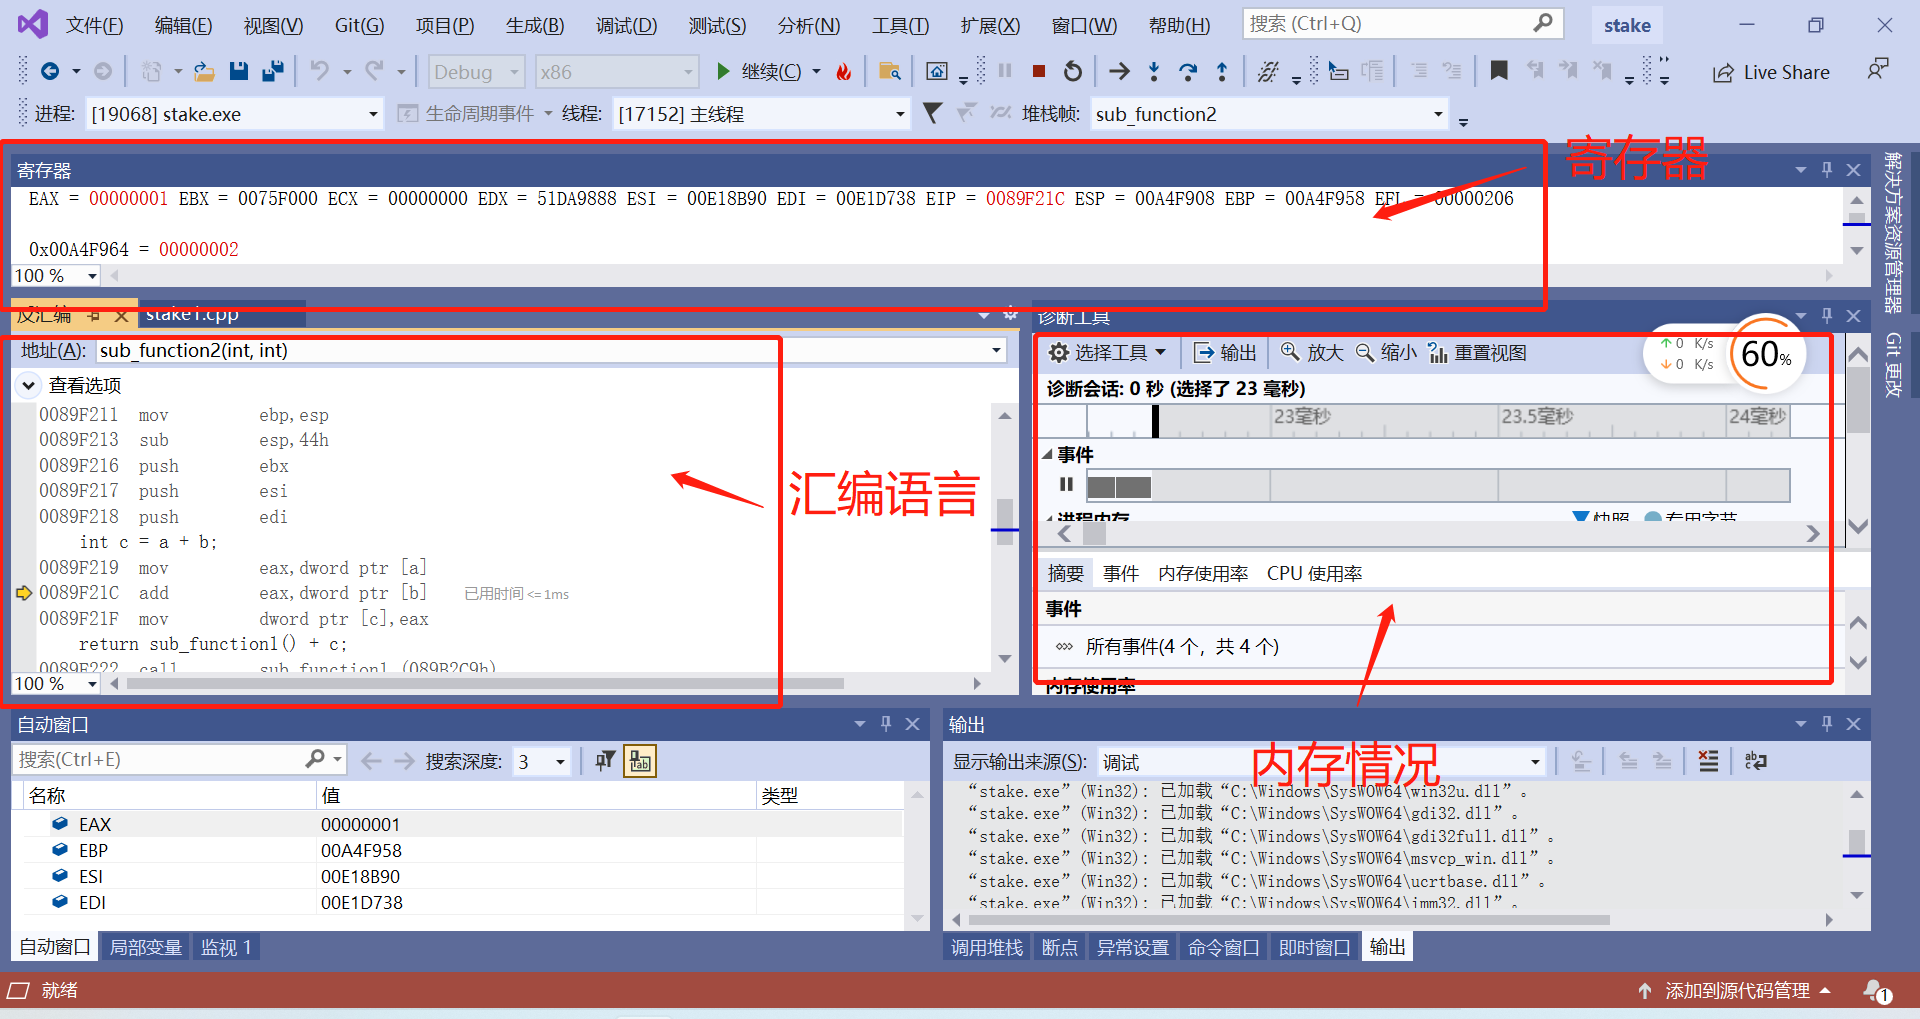 文件(F) 编辑(E) 视图(V) Git(G) 项目(P) 生成(B) 调试(D) 测试(S) 分析(N) 工具(T) 扩展(X) 窗口(W) 帮助(H) 搜索 (Ctrl+Q) stake
Debug x86 继续(C) Live Share
进程: [19068] stake.exe 生命周期事件 线程: [17152] 主线程 堆栈帧: sub_function2
寄存器
寄存器
EAX = 00000001 EBX = 0075F000 ECX = 00000000 EDX = 51DA9888 ESI = 00E18B90 EDI = 00E1D738 EIP = 0089F21C ESP = 00A4F908 EBP = 00A4F958 EFL = 00000206
0x00A4F964 = 00000002
100 %
解决方案资源管理器
Git 更改
反汇编 stake1.cpp
地址(A): sub_function2(int, int)
查看选项
0089F211 mov ebp,esp
0089F213 sub esp,44h
0089F216 push ebx
0089F217 push esi
0089F218 push edi
int c = a + b;
0089F219 mov eax,dword ptr [a]
0089F21C add eax,dword ptr [b] 已用时间 <= 1ms
0089F21F mov dword ptr [c],eax
return sub_function1() + c;
0089F222 call sub_function1 (089B2C9h)
100 %
汇编语言
诊断工具
选择工具 输出 放大 缩小 重置视图
↑ 0 K/s
↓ 0 K/s
60%
诊断会话: 0 秒 (选择了 23 毫秒)
23毫秒 23.5毫秒 24毫秒
事件
进程内存 快照 专用字节
摘要 事件 内存使用率 CPU 使用率
事件
所有事件(4 个，共 4 个)
内存使用率
内存情况
自动窗口
搜索(Ctrl+E) 搜索深度: 3
名称 值 类型
EAX 00000001
EBP 00A4F958
ESI 00E18B90
EDI 00E1D738
自动窗口 局部变量 监视 1
输出
显示输出来源(S): 调试
“stake.exe” (Win32): 已加载 “C:\Windows\SysWOW64\win32u.dll”。
“stake.exe” (Win32): 已加载 “C:\Windows\SysWOW64\gdi32.dll”。
“stake.exe” (Win32): 已加载 “C:\Windows\SysWOW64\gdi32full.dll”。
“stake.exe” (Win32): 已加载 “C:\Windows\SysWOW64\msvcp_win.dll”。
“stake.exe” (Win32): 已加载 “C:\Windows\SysWOW64\ucrtbase.dll”。
“stake.exe” (Win32): 已加载 “C:\Windows\SysWOW64\imm32.dll”。
调用堆栈 断点 异常设置 命令窗口 即时窗口 输出
就绪 添加到源代码管理 1